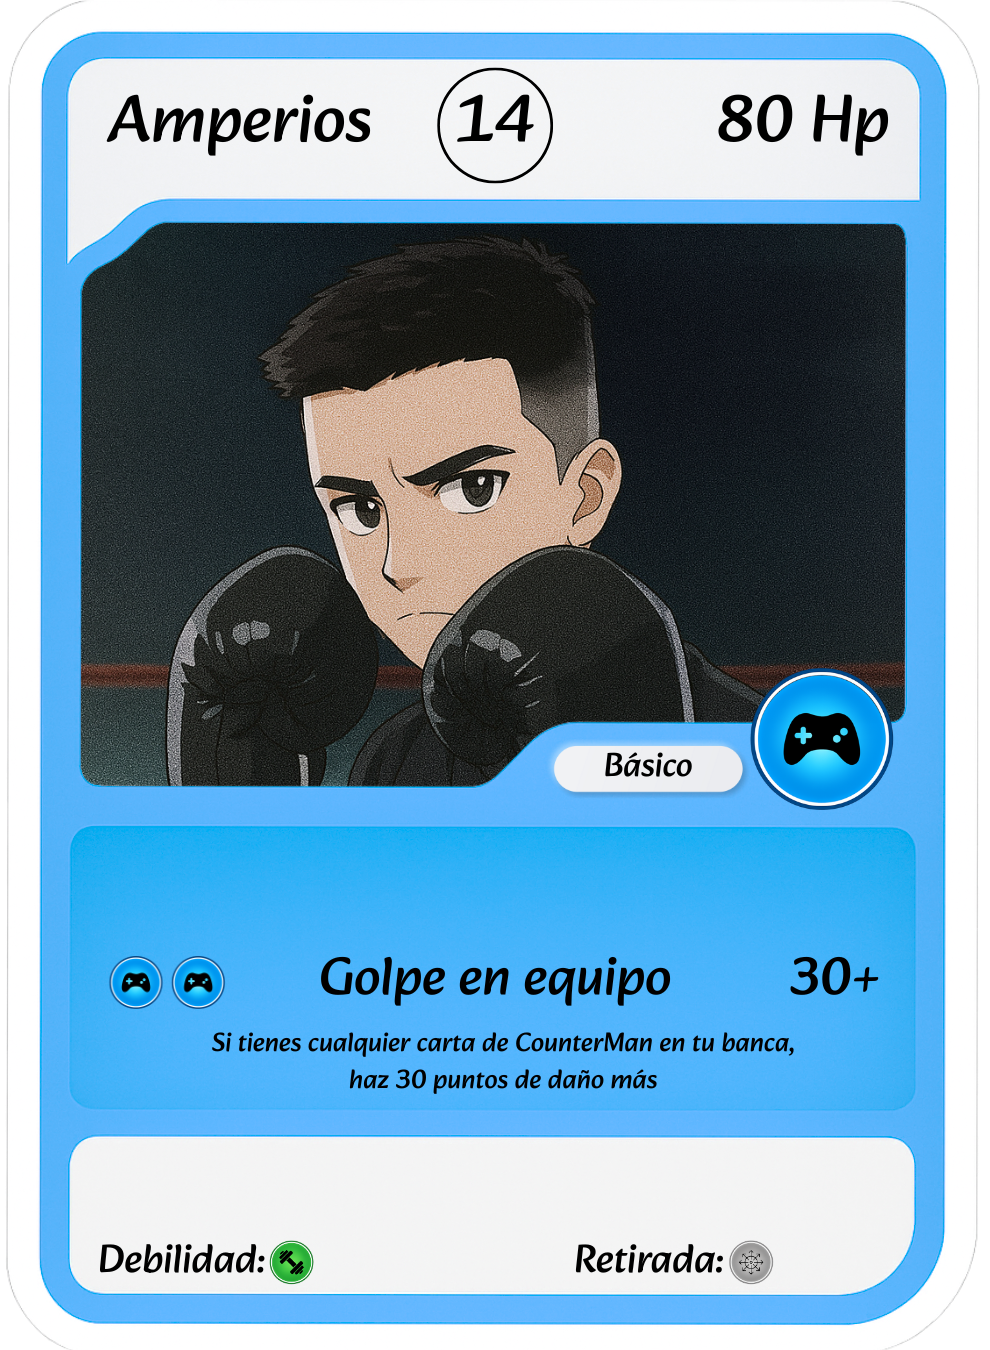 Amperios 14 80 Hp
Básico
Golpe en equipo 30+
Si tienes cualquier carta de CounterMan en tu banca,
haz 30 puntos de daño más
Debilidad: Retirada: